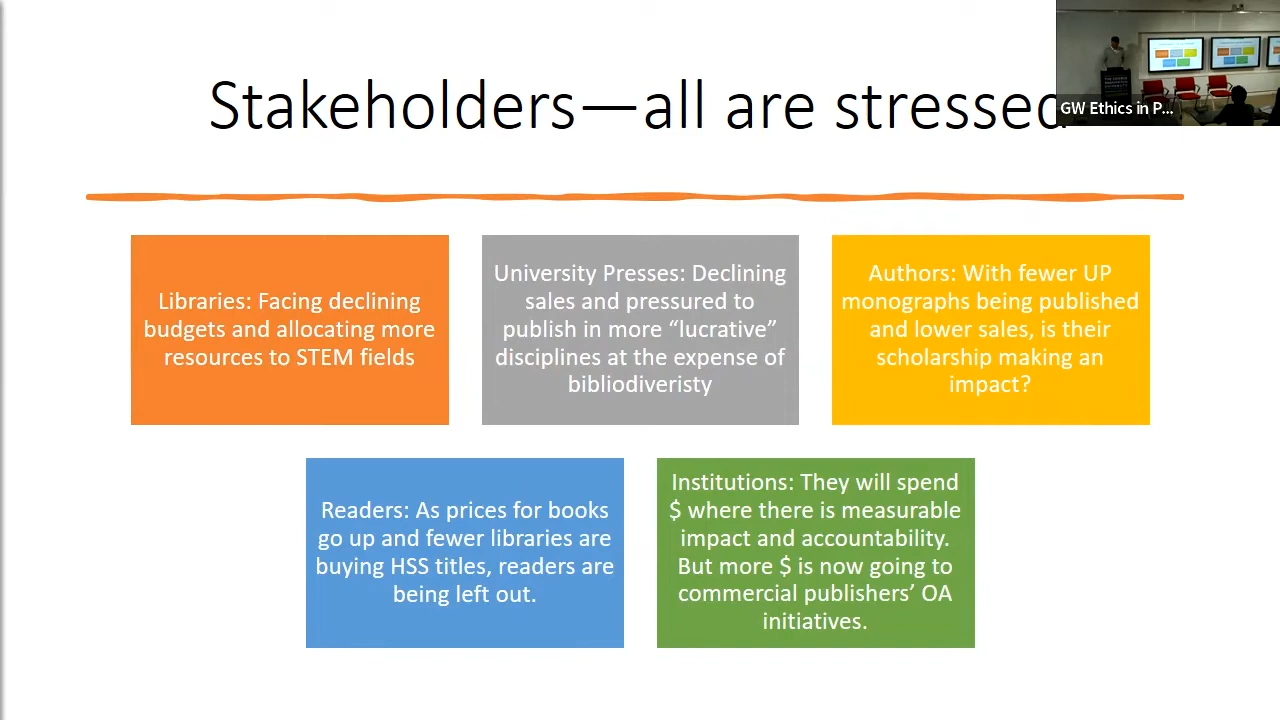 Stakeholders—all are stressed
GW Ethics in P...
Libraries: Facing declining
budgets and allocating more
resources to STEM fields
University Presses: Declining
sales and pressured to
publish in more “lucrative”
disciplines at the expense of
bibliodiveristy
Authors: With fewer UP
monographs being published
and lower sales, is their
scholarship making an
impact?
Readers: As prices for books
go up and fewer libraries are
buying HSS titles, readers are
being left out.
Institutions: They will spend
$ where there is measurable
impact and accountability.
But more $ is now going to
commercial publishers’ OA
initiatives.